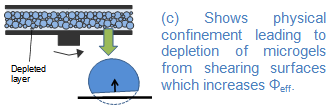 Depleted
layer
(c) Shows physical
confinement leading to
depletion of microgels
from shearing surfaces
which increases Φeff.